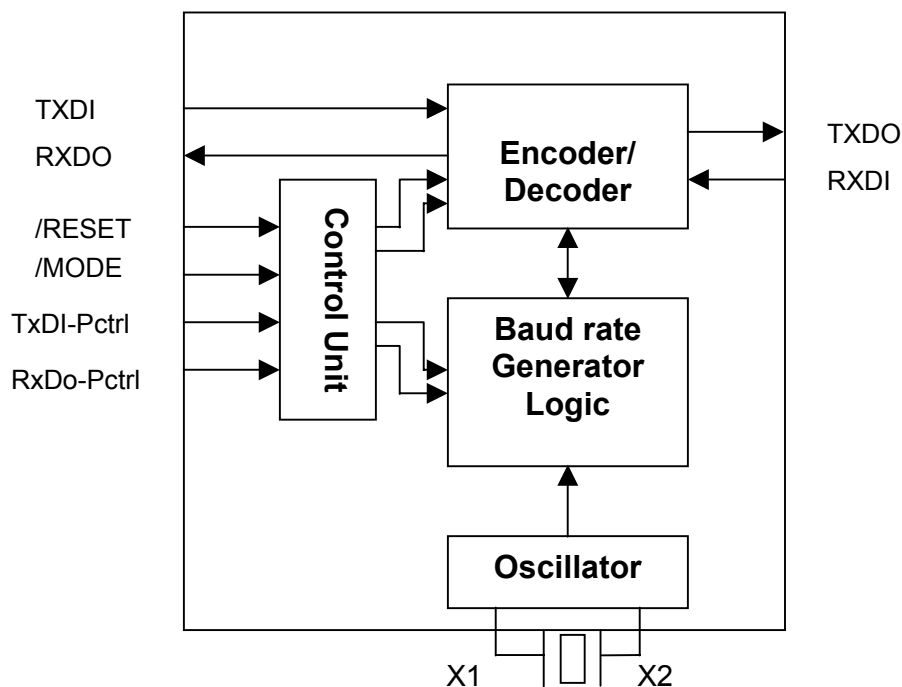 TXDI
RXDO
/RESET
/MODE
TxDI-Pctrl
RxDo-Pctrl
Control Unit
Encoder/
Decoder
Baud rate
Generator
Logic
Oscillator
X1
X2
TXDO
RXDI